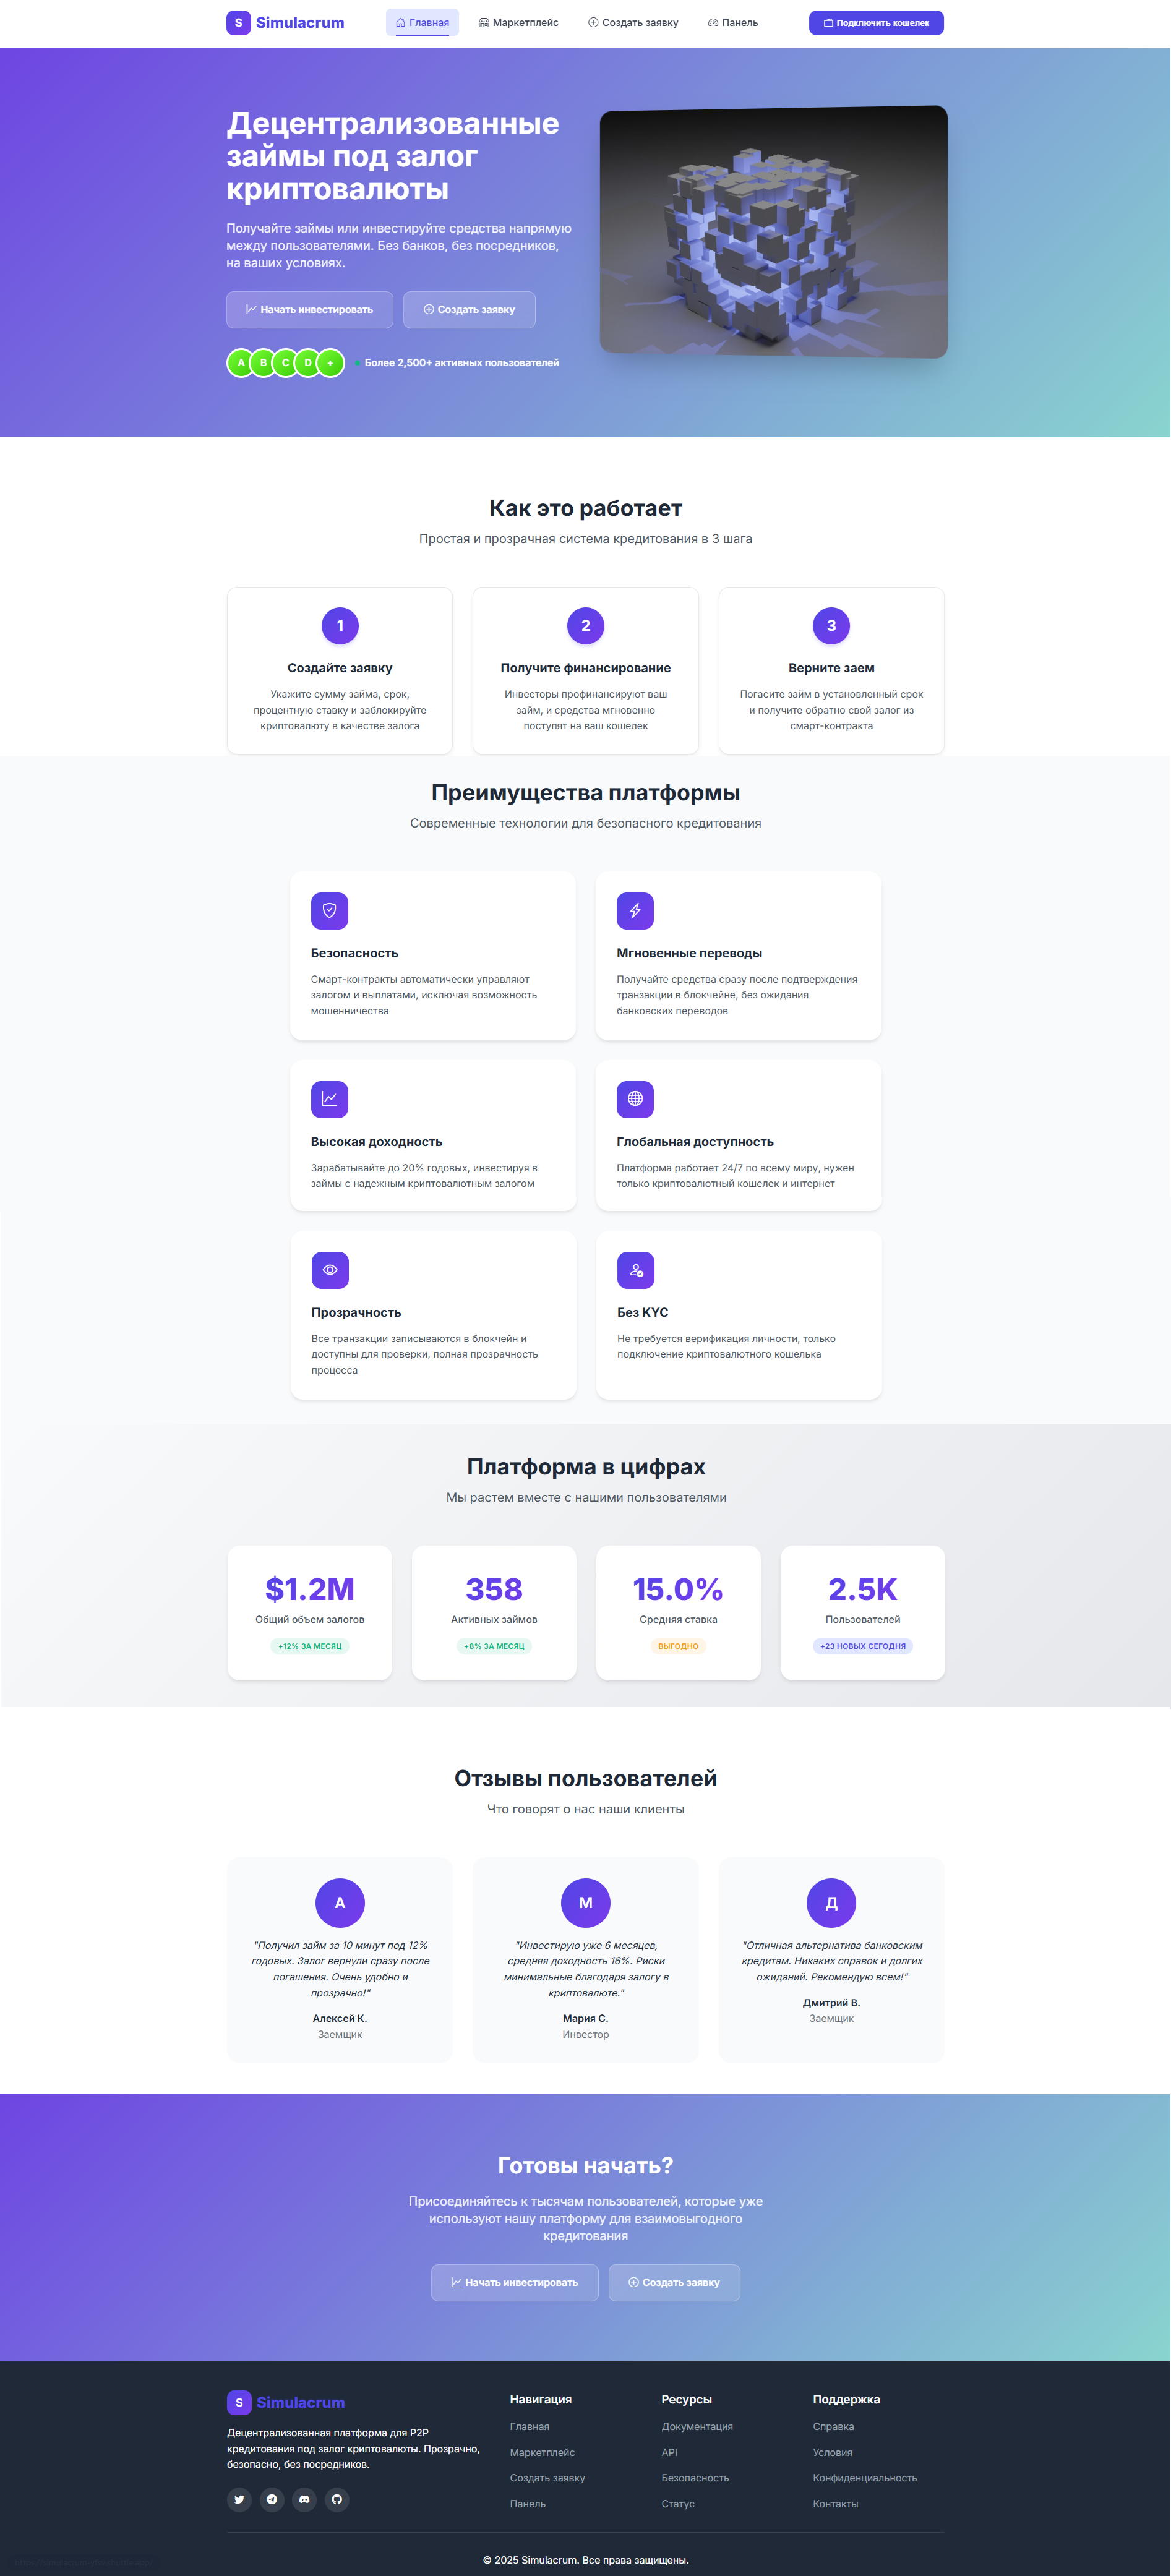 S Simulacrum
Главная
Маркетплейс
Создать заявку
Панель
Подключить кошелек
Децентрализованные
займы под залог
криптовалюты
Получайте займы или инвестируйте средства напрямую
между пользователями. Без банков, без посредников,
на ваших условиях.
Начать инвестировать
Создать заявку
A B C D +
Более 2,500+ активных пользователей
Как это работает
Простая и прозрачная система кредитования в 3 шага
1
Создайте заявку
Укажите сумму займа, срок,
процентную ставку и заблокируйте
криптовалюту в качестве залога
2
Получите финансирование
Инвесторы профинансируют ваш
займ, и средства мгновенно
поступят на ваш кошелек
3
Верните заем
Погасите займ в установленный срок
и получите обратно свой залог из
смарт-контракта
Преимущества платформы
Современные технологии для безопасного кредитования
Безопасность
Смарт-контракты автоматически управляют
залогом и выплатами, исключая возможность
мошенничества
Мгновенные переводы
Получайте средства сразу после подтверждения
транзакции в блокчейне, без ожидания
банковских переводов
Высокая доходность
Зарабатывайте до 20% годовых, инвестируя в
займы с надежным криптовалютным залогом
Глобальная доступность
Платформа работает 24/7 по всему миру, нужен
только криптовалютный кошелек и интернет
Прозрачность
Все транзакции записываются в блокчейн и
доступны для проверки, полная прозрачность
процесса
Без KYC
Не требуется верификация личности, только
подключение криптовалютного кошелька
Платформа в цифрах
Мы растем вместе с нашими пользователями
$1.2M
Общий объем залогов
+12% ЗА МЕСЯЦ
358
Активных займов
+8% ЗА МЕСЯЦ
15.0%
Средняя ставка
ВЫГОДНО
2.5K
Пользователей
+23 НОВЫХ СЕГОДНЯ
Отзывы пользователей
Что говорят о нас наши клиенты
А
"Получил займ за 10 минут под 12%
годовых. Залог вернули сразу после
погашения. Очень удобно и
прозрачно!"
Алексей К.
Заемщик
М
"Инвестирую уже 6 месяцев,
средняя доходность 16%. Риски
минимальные благодаря залогу в
криптовалюте."
Мария С.
Инвестор
Д
"Отличная альтернатива банковским
кредитам. Никаких справок и долгих
ожиданий. Рекомендую всем!"
Дмитрий В.
Заемщик
Готовы начать?
Присоединяйтесь к тысячам пользователей, которые уже
используют нашу платформу для взаимовыгодного
кредитования
Начать инвестировать
Создать заявку
S Simulacrum
Децентрализованная платформа для P2P
кредитования под залог криптовалюты. Прозрачно,
безопасно, без посредников.
Навигация
Главная
Маркетплейс
Создать заявку
Панель
Ресурсы
Документация
API
Безопасность
Статус
Поддержка
Справка
Условия
Конфиденциальность
Контакты
© 2025 Simulacrum. Все права защищены.